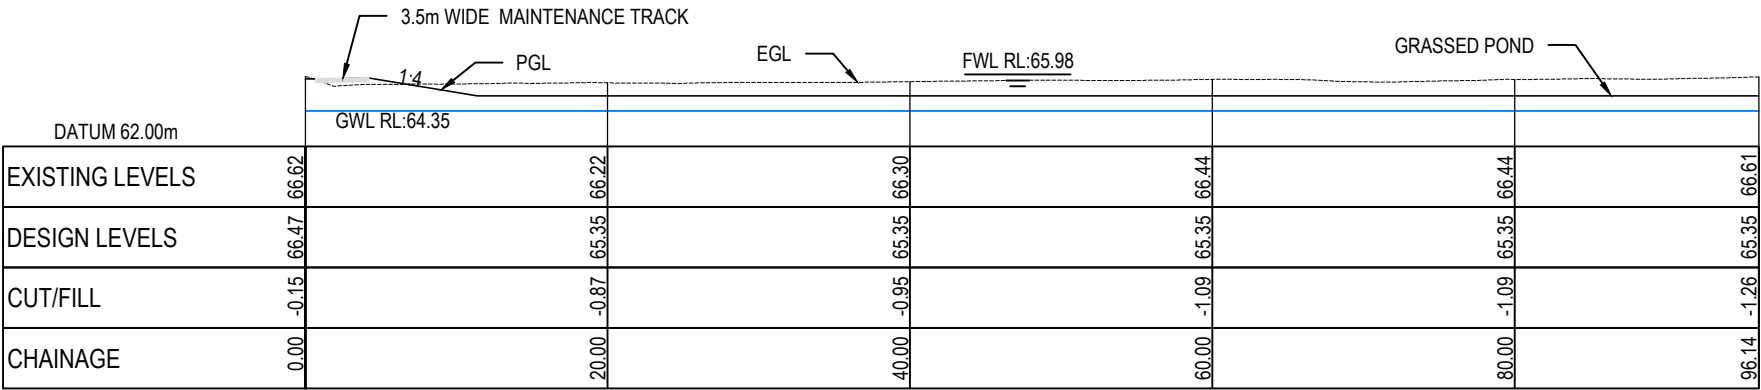 3.5m WIDE MAINTENANCE TRACK
GRASSED POND
EGL
FWL RL:65.98
PGL
1:4
GWL RL:64.35
DATUM 62.00m
EXISTING LEVELS 66.62 66.22 66.30 66.44 66.44 66.61
DESIGN LEVELS 66.47 65.35 65.35 65.35 65.35 65.35
CUT/FILL -0.15 -0.87 -0.95 -1.09 -1.09 -1.26
CHAINAGE 0.00 20.00 40.00 60.00 80.00 96.14